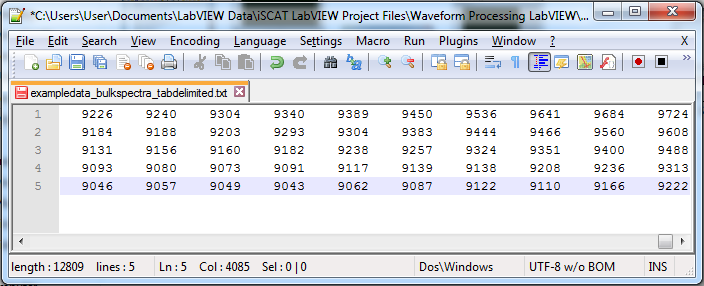 *C:\Users\User\Documents\LabVIEW Data\iSCAT LabVIEW Project Files\Waveform Processing LabVIEW\...
File Edit Search View Encoding Language Settings Macro Run Plugins Window ? X
exampledata_bulkspectra_tabdelimited.txt
1 9226 9240 9304 9340 9389 9450 9536 9641 9684 9724
2 9184 9188 9203 9293 9304 9383 9444 9466 9560 9608
3 9131 9156 9160 9182 9238 9257 9324 9351 9400 9488
4 9093 9080 9073 9091 9117 9139 9138 9208 9236 9313
5 9046 9057 9049 9043 9062 9087 9122 9110 9166 9222
length : 12809 lines : 5 Ln : 5 Col : 4085 Sel : 0 | 0 Dos\Windows UTF-8 w/o BOM INS